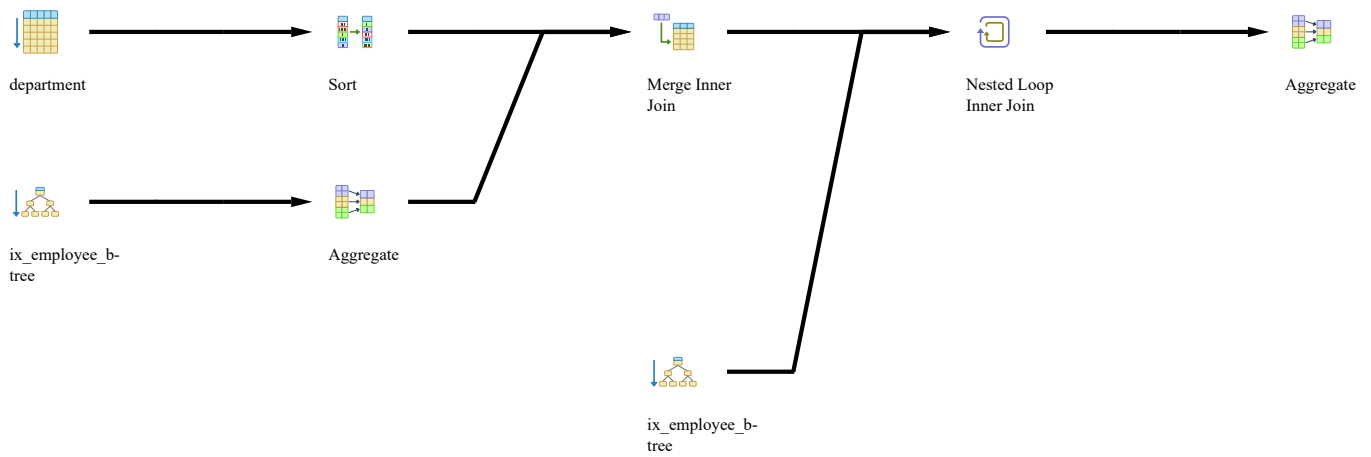 department
Sort
Merge Inner
Join
Nested Loop
Inner Join
Aggregate
ix_employee_b-
tree
Aggregate
ix_employee_b-
tree